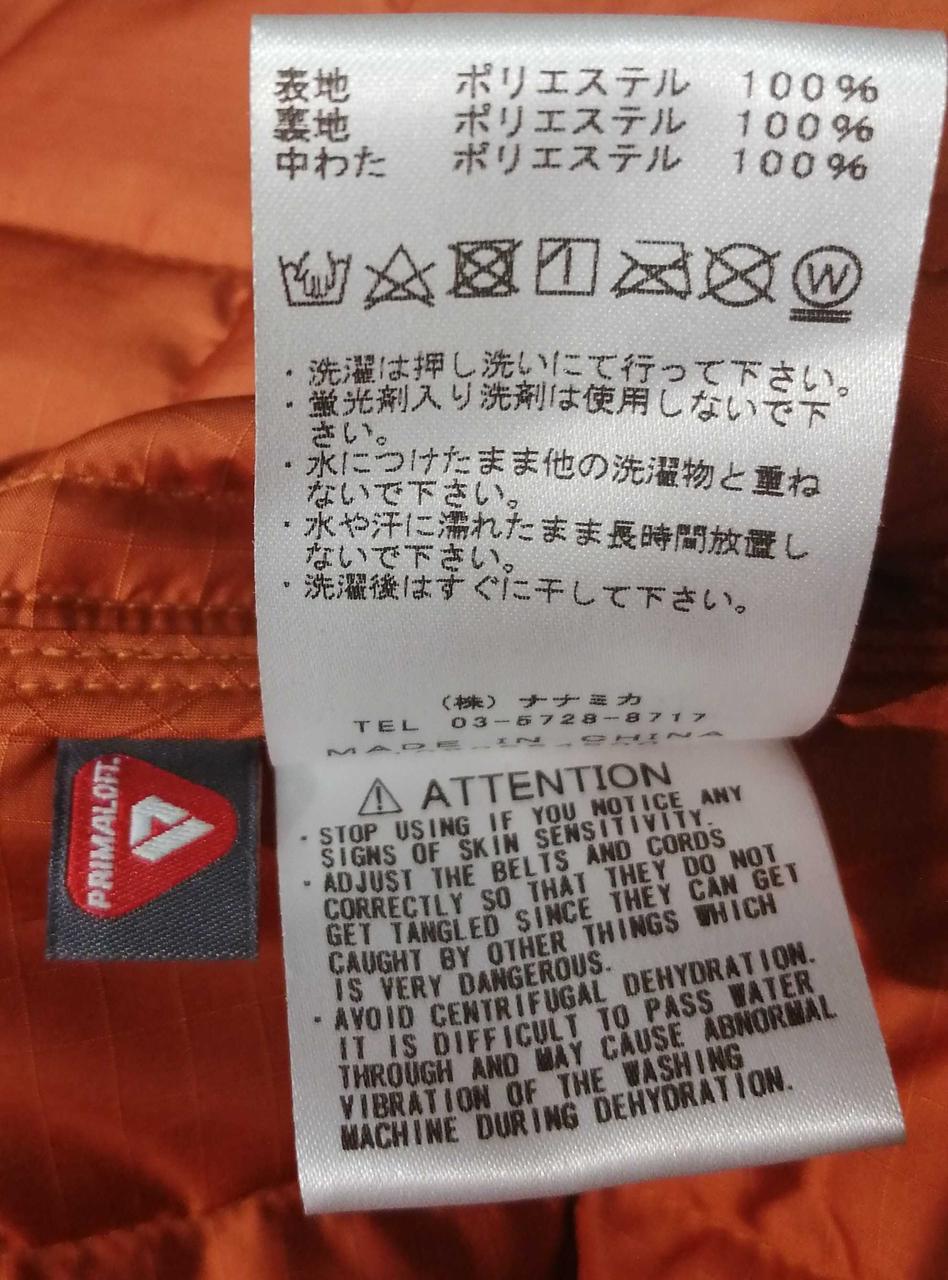 表地 ポリエステル 100%
裏地 ポリエステル 100%
中わた ポリエステル 100%
W
・洗濯は押し洗いにて行って下さい。
・蛍光剤入り洗剤は使用しないで下
さい。
・水につけたまま他の洗濯物と重ね
ないで下さい。
・水や汗に濡れたまま長時間放置し
ないで下さい。
・洗濯後はすぐに干して下さい。
(株) ナナミカ
TEL 03-5728-8717
MADE IN CHINA
PRIMALOFT.
ATTENTION
・STOP USING IF YOU NOTICE ANY
SIGNS OF SKIN SENSITIVITY.
・ADJUST THE BELTS AND CORDS
CORRECTLY SO THAT THEY DO NOT
GET TANGLED SINCE THEY CAN GET
CAUGHT BY OTHER THINGS WHICH
IS VERY DANGEROUS.
・AVOID CENTRIFUGAL DEHYDRATION.
IT IS DIFFICULT TO PASS WATER
THROUGH AND MAY CAUSE ABNORMAL
VIBRATION OF THE WASHING
MACHINE DURING DEHYDRATION.